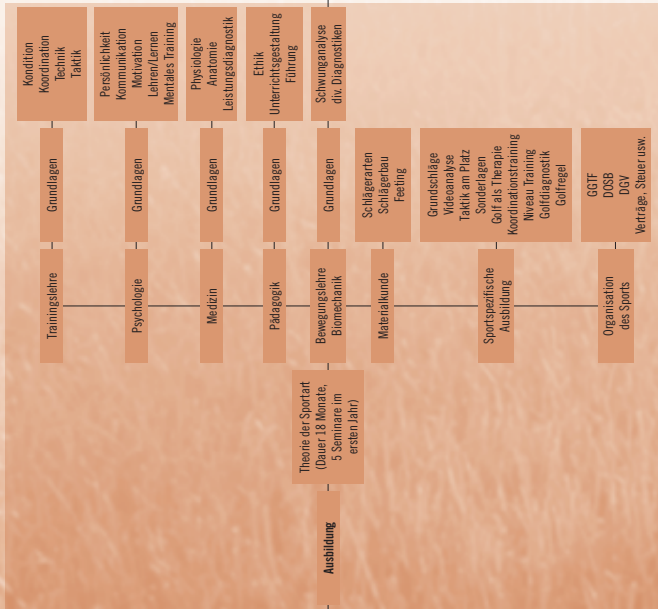 Ausbildung
Theorie der Sportart
(Dauer 18 Monate,
5 Seminare im
ersten Jahr)
Trainingslehre
Grundlagen
Kondition
Koordination
Technik
Taktik
Psychologie
Grundlagen
Persönlichkeit
Kommunikation
Motivation
Lehren/Lernen
Mentales Training
Medizin
Grundlagen
Physiologie
Anatomie
Leistungsdiagnostik
Pädagogik
Grundlagen
Ethik
Unterrichtsgestaltung
Führung
Bewegungslehre
Biomechanik
Grundlagen
Schwunganalyse
div. Diagnostiken
Materialkunde
Schlägerarten
Schlägerbau
Feeting
Sportspezifische
Ausbildung
Grundschläge
Videoanalyse
Taktik am Platz
Sonderlagen
Golf als Therapie
Koordinationstraining
Niveau Training
Golfdiagnostik
Golfregel
Organisation
des Sports
GGTF
DOSB
DGV
Verträge, Steuer usw.